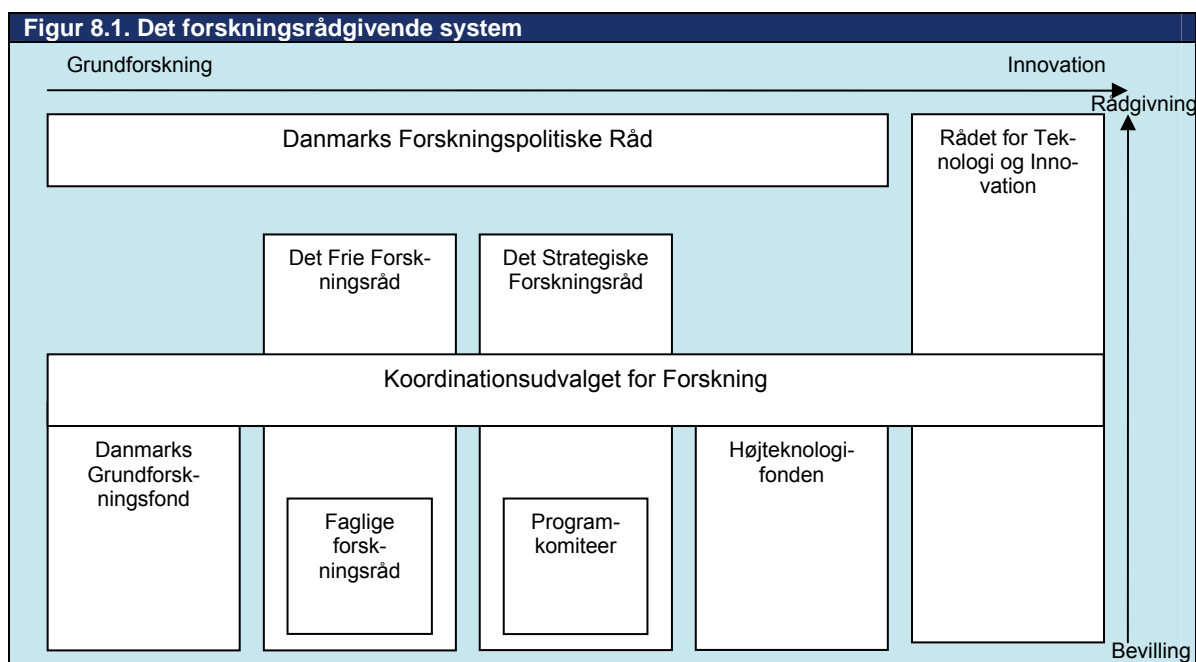 Figur 8.1. Det forskningsrådgivende system
Grundforskning
Innovation
Rådgivning
Danmarks Forskningspolitiske Råd
Rådet for Tek-
nologi og Inno-
vation
Det Frie Forsk-
ningsråd
Det Strategiske
Forskningsråd
Koordinationsudvalget for Forskning
Danmarks
Grundforsk-
ningsfond
Højteknologi-
fonden
Faglige
forsk-
ningsråd
Program-
komiteer
Bevilling